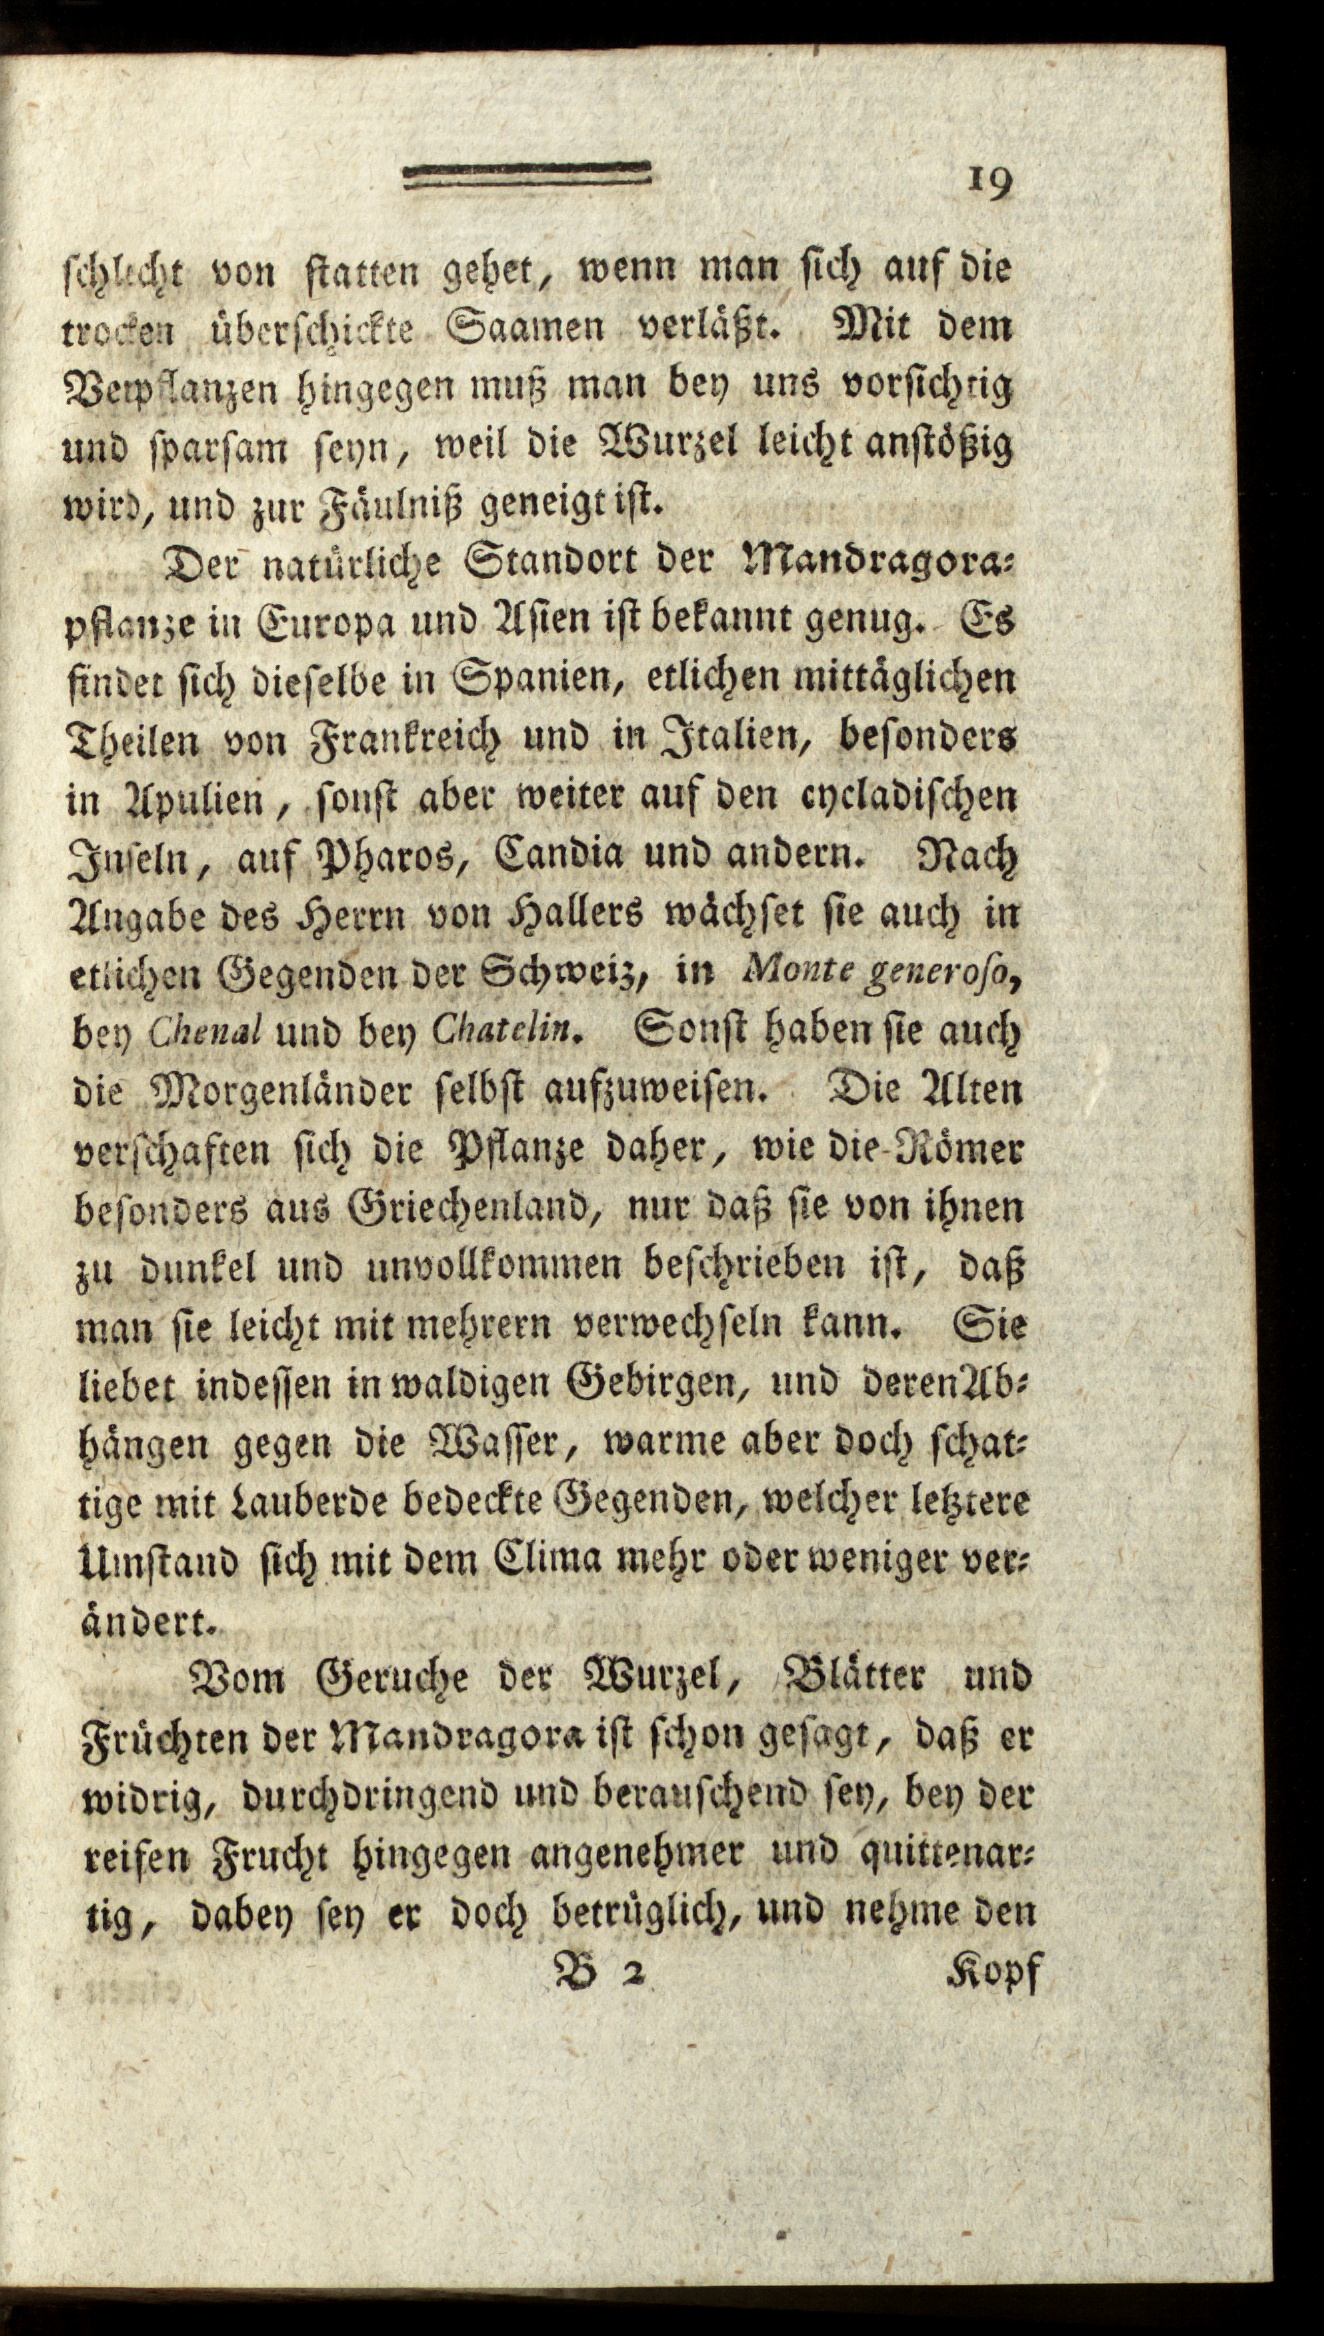 19
schlecht von statten gehet, wenn man sich auf die
trocken überschickte Saamen verläßt. Mit dem
Verpflanzen hingegen muß man bey uns vorsichtig
und sparsam seyn, weil die Wurzel leicht anstößig
wird, und zur Fäulniß geneigt ist.
Der natürliche Standort der Mandragora-
pflanze in Europa und Asien ist bekannt genug. Es
findet sich dieselbe in Spanien, etlichen mittäglichen
Theilen von Frankreich und in Italien, besonders
in Apulien, sonst aber weiter auf den cycladischen
Inseln, auf Pharos, Candia und andern. Nach
Angabe des Herrn von Hallers wächset sie auch in
etlichen Gegenden der Schweiz, in Monte generoso,
bey Chenal und bey Chatelin. Sonst haben sie auch
die Morgenländer selbst aufzuweisen. Die Alten
verschaften sich die Pflanze daher, wie die Römer
besonders aus Griechenland, nur daß sie von ihnen
zu dunkel und unvollkommen beschrieben ist, daß
man sie leicht mit mehrern verwechseln kann. Sie
liebet indessen in waldigen Gebirgen, und deren Ab-
hängen gegen die Wasser, warme aber doch schat-
tige mit Lauberde bedeckte Gegenden, welcher letztere
Umstand sich mit dem Clima mehr oder weniger ver-
ändert.
Vom Geruche der Wurzel, Blätter und
Früchten der Mandragora ist schon gesagt, daß er
widrig, durchdringend und berauschend sey, bey der
reifen Frucht hingegen angenehmer und quittenar-
tig, dabey sey er doch betrüglich, und nehme den
B 2 Kopf